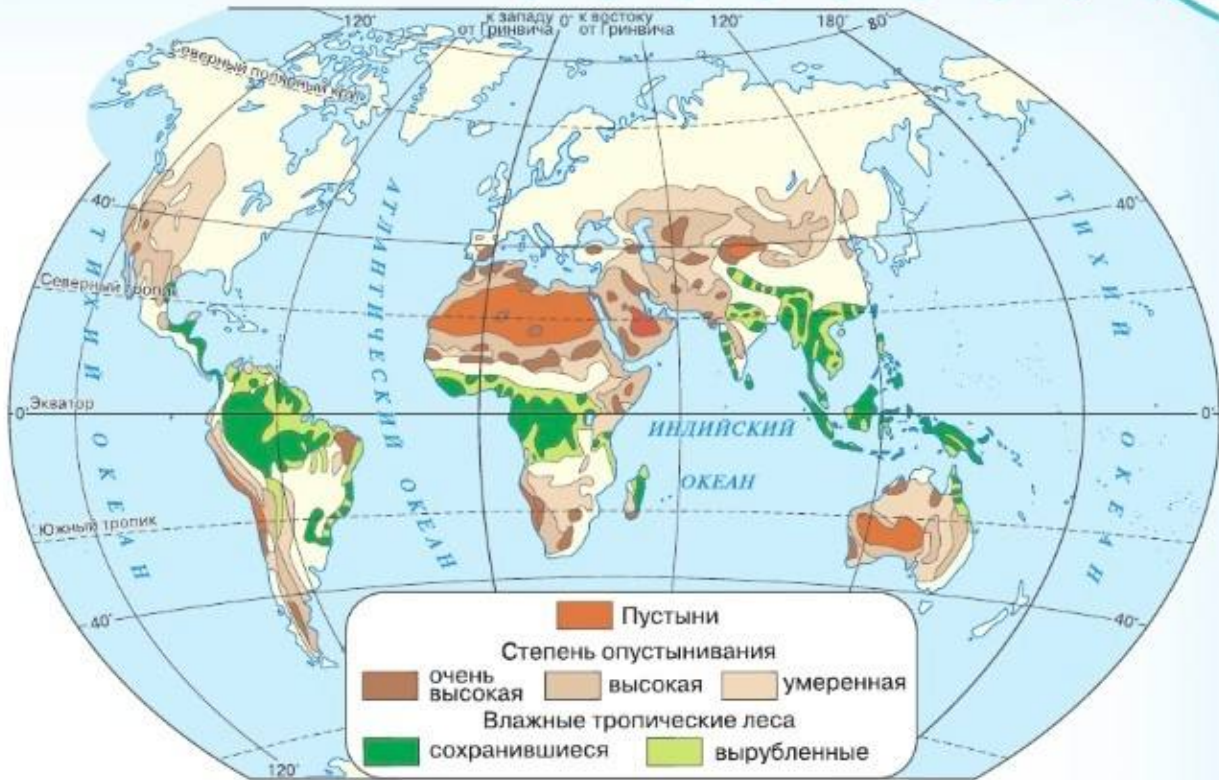 120°
к западу 0° к востоку
от Гринвича от Гринвича
120°
180°
80°
Северный полярный круг
40°
40°
Северный тропик
АТЛАНТИЧЕСКИЙ ОКЕАН
ТИХИЙ ОКЕАН
ТИХИЙ ОКЕАН
0°
Экватор
0°
ИНДИЙСКИЙ
ОКЕАН
Южный тропик
40°
40°
Пустыни
Степень опустынивания
очень
высокая
высокая
умеренная
Влажные тропические леса
сохранившиеся
вырубленные
120°